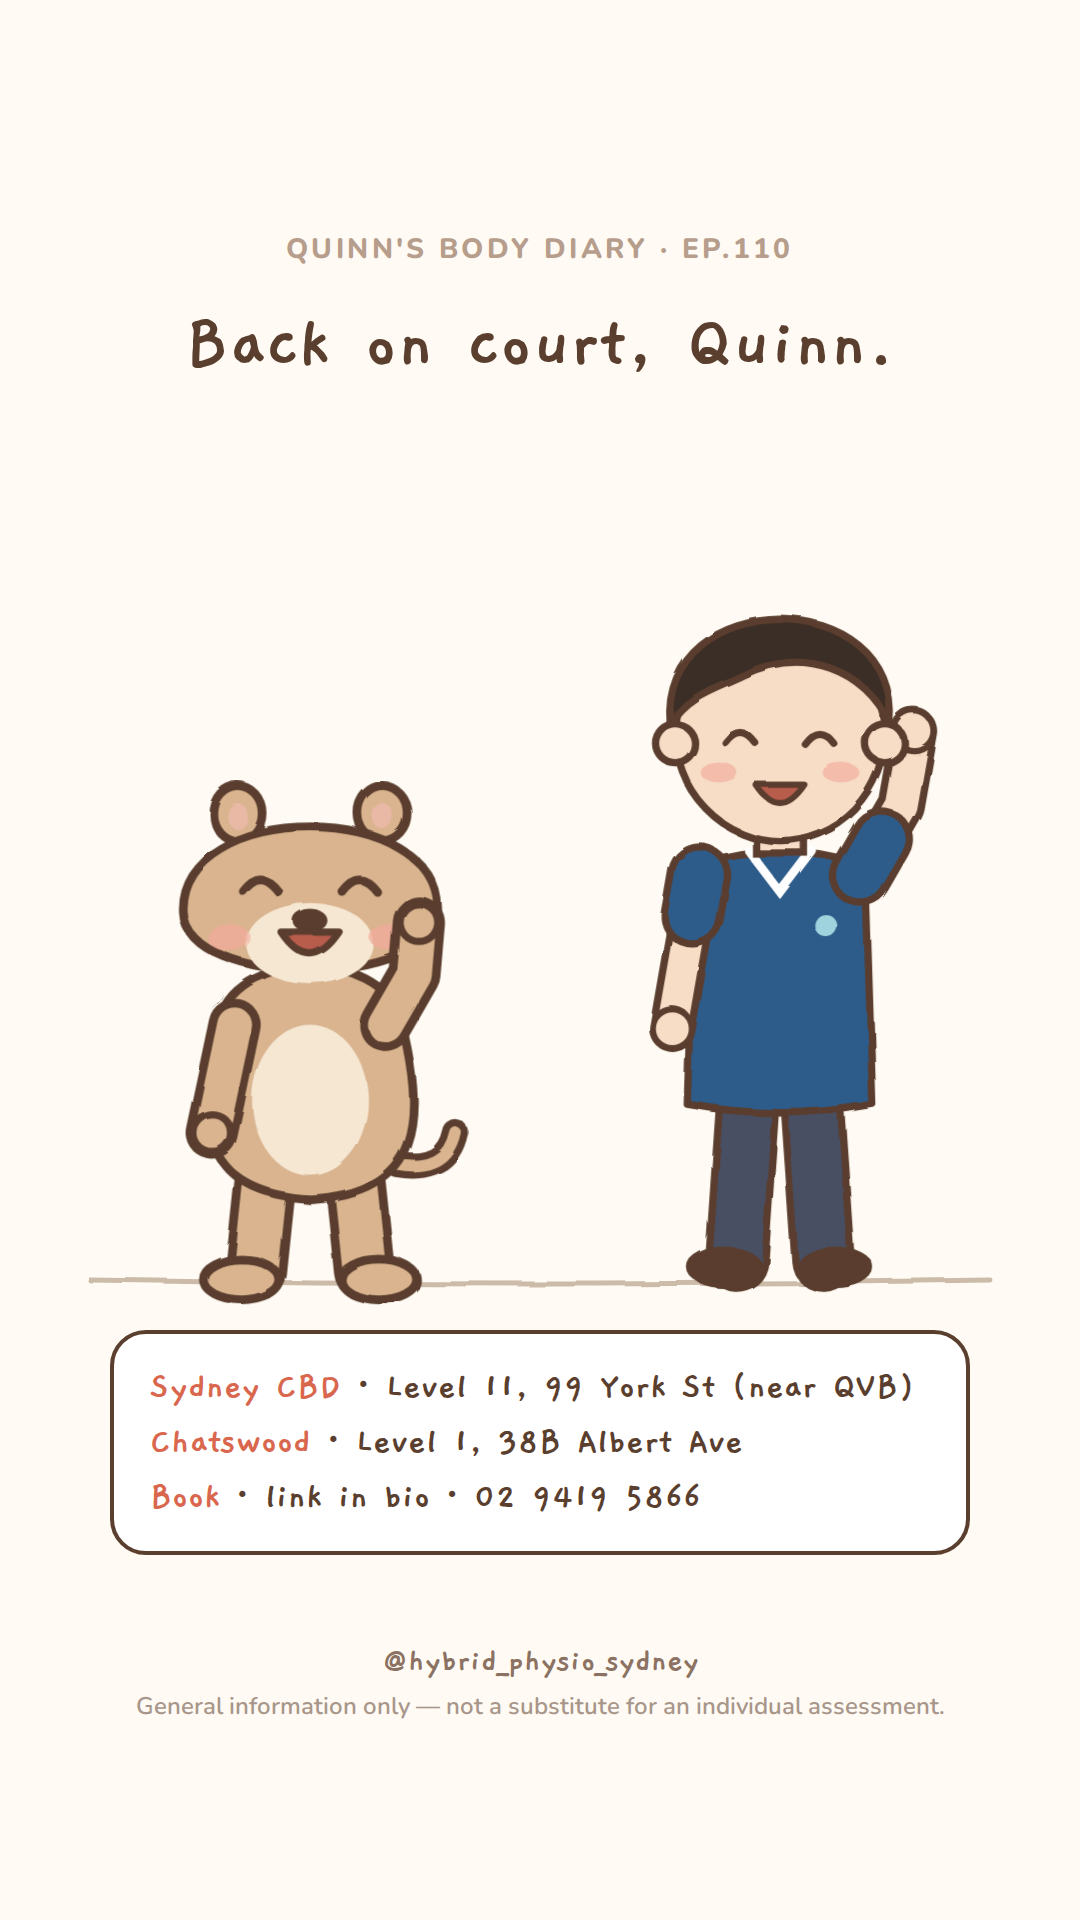 QUINN'S BODY DIARY · EP.110
Back on court, Quinn.
Sydney CBD · Level 11, 99 York St (near QVB)
Chatswood · Level 1, 38B Albert Ave
Book · link in bio · 02 9419 5866
@hybrid_physio_sydney
General information only — not a substitute for an individual assessment.